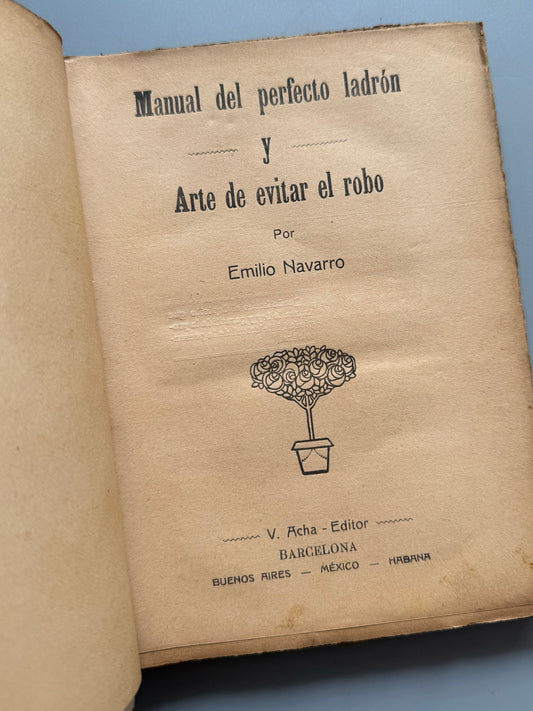 Manual del perfecto ladrón
y
Arte de evitar el robo
Por
Emilio Navarro
V. Acha - Editor
BARCELONA
BUENOS AIRES — MÉXICO — HABANA